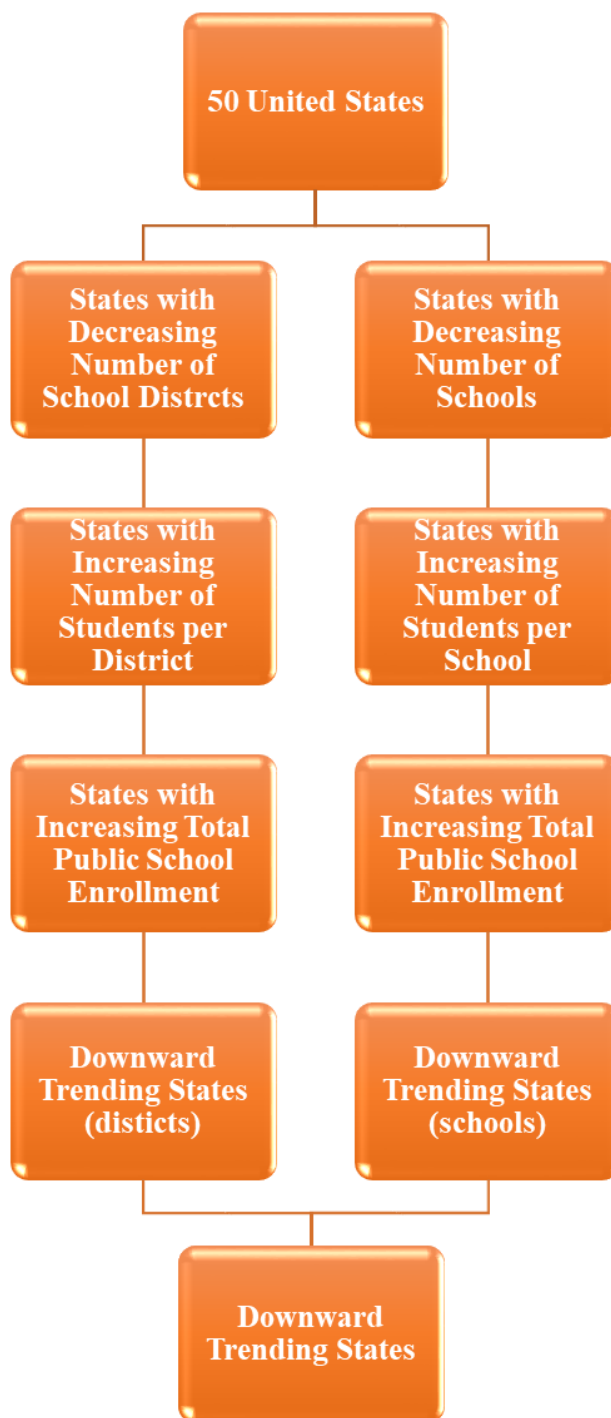 50 United States
States with
Decreasing
Number of
School Distrcts
States with
Decreasing
Number of
Schools
States with
Increasing
Number of
Students per
District
States with
Increasing
Number of
Students per
School
States with
Increasing Total
Public School
Enrollment
States with
Increasing Total
Public School
Enrollment
Downward
Trending States
(disticts)
Downward
Trending States
(schools)
Downward
Trending States